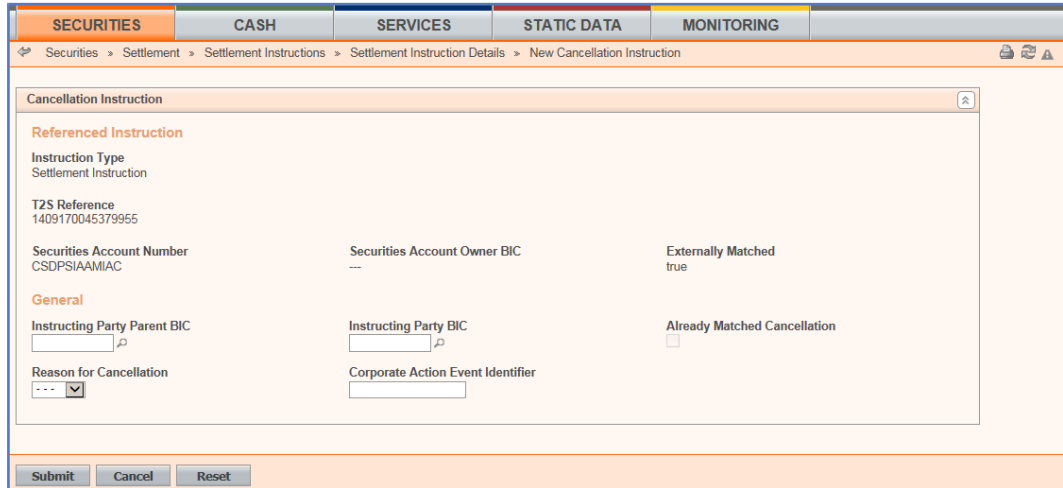 SECURITIES CASH SERVICES STATIC DATA MONITORING
Securities » Settlement » Settlement Instructions » Settlement Instruction Details » New Cancellation Instruction
Cancellation Instruction
Referenced Instruction
Instruction Type
Settlement Instruction
T2S Reference
1409170045379955
Securities Account Number Securities Account Owner BIC Externally Matched
CSDPSIAAMIAC --- true
General
Instructing Party Parent BIC Instructing Party BIC Already Matched Cancellation
Reason for Cancellation Corporate Action Event Identifier
- - -
Submit Cancel Reset